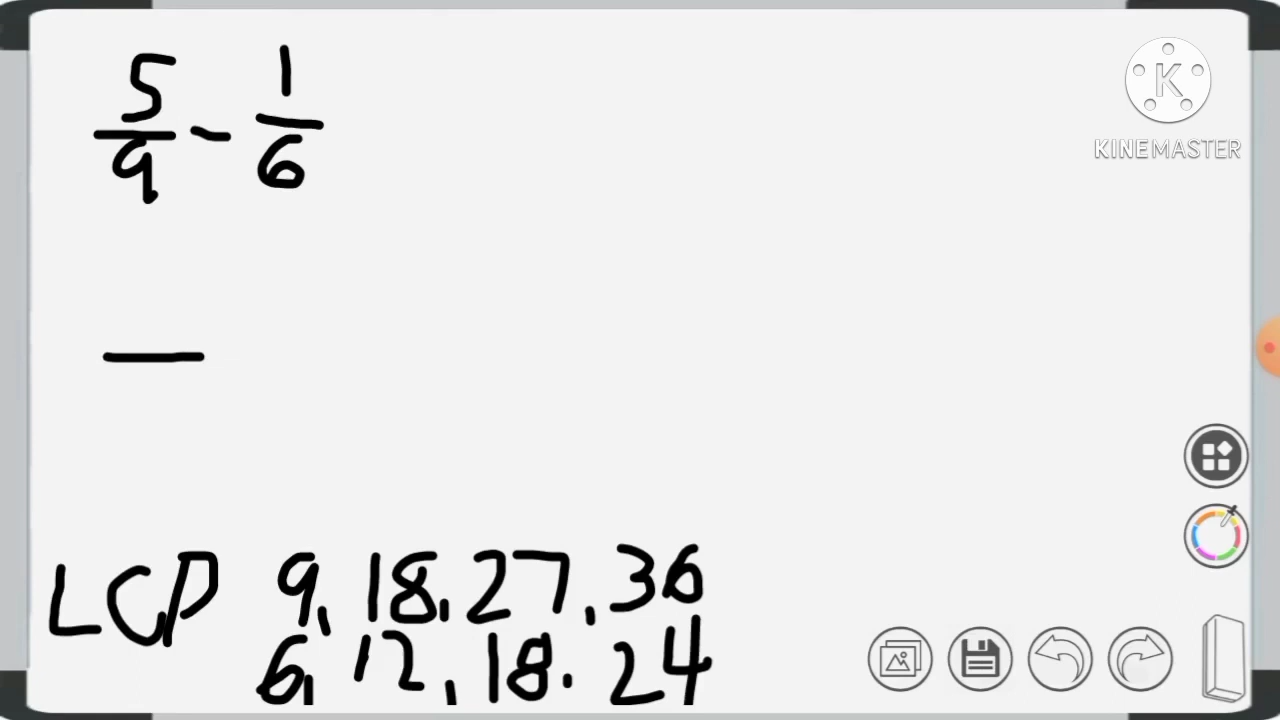 5/9 - 1/6
KINEMASTER
LCD 9, 18, 27, 36
6, 12, 18. 24